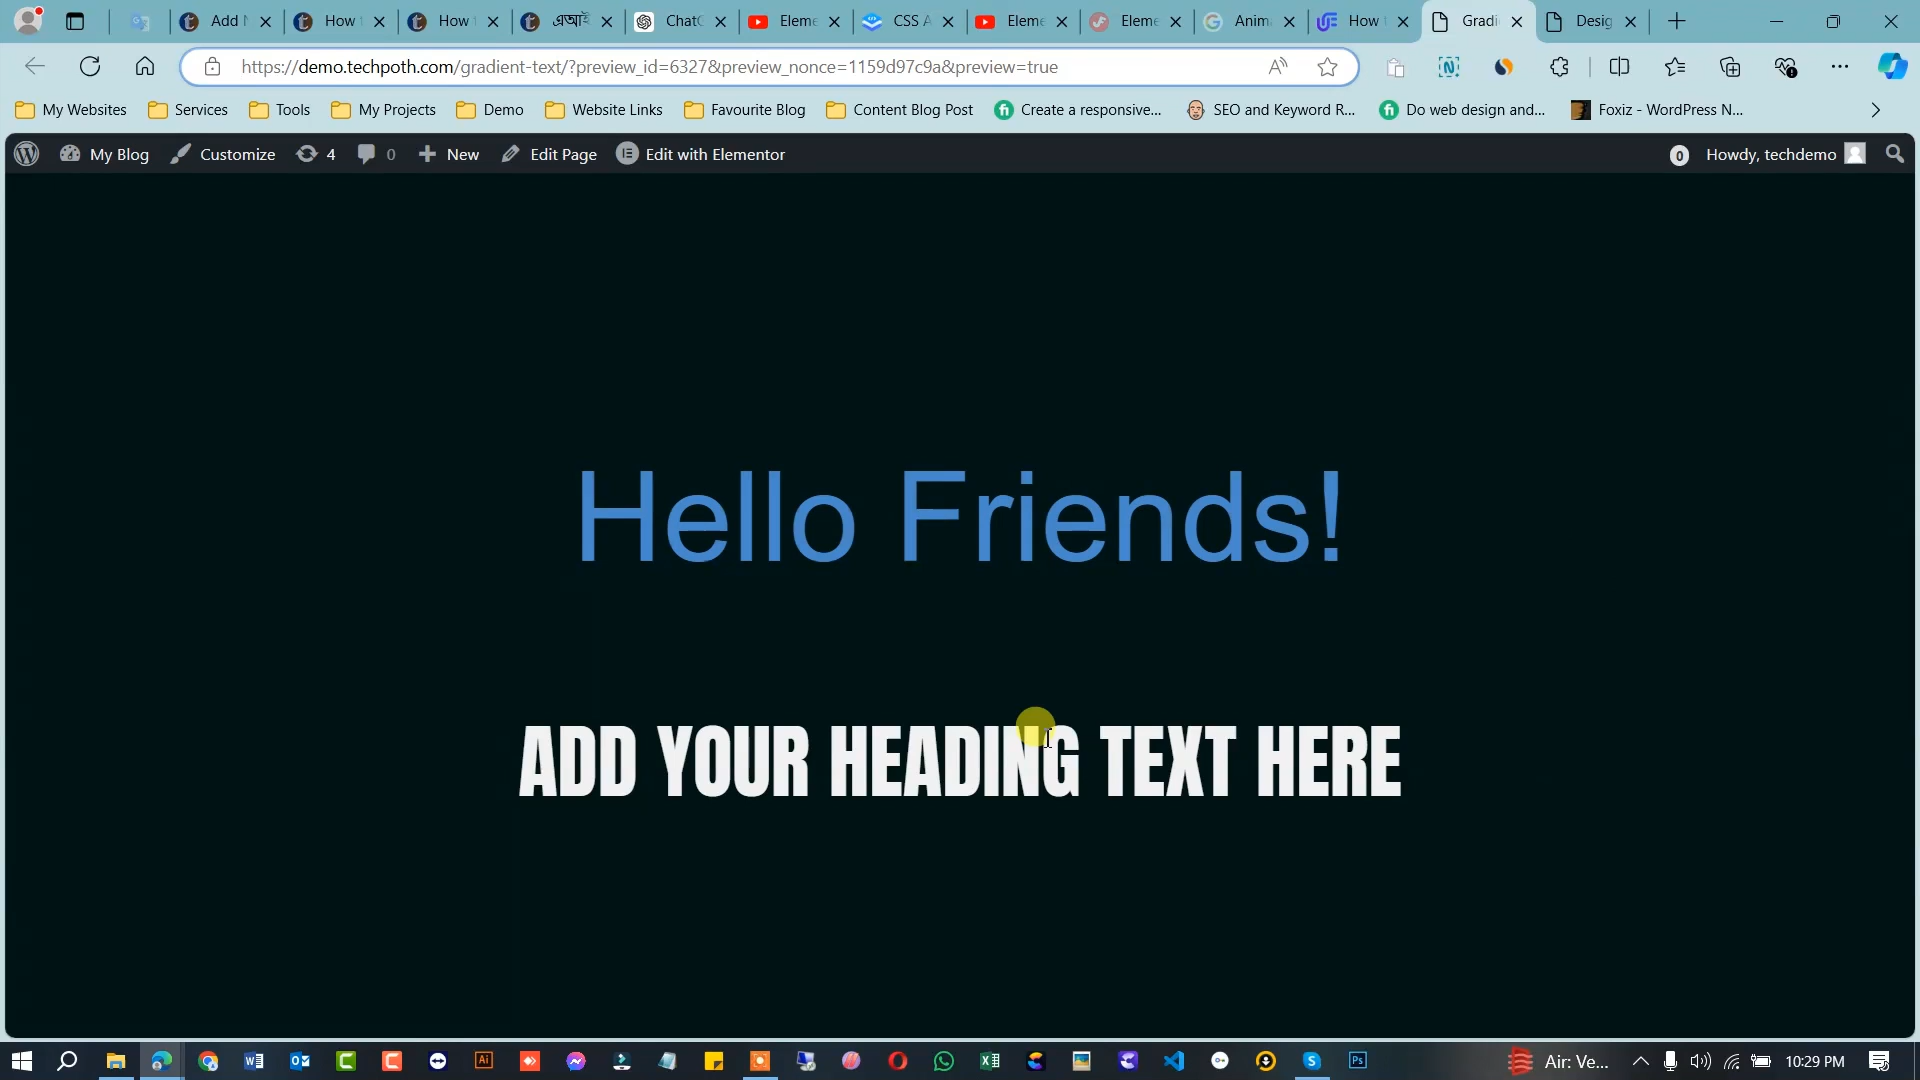 Add
How
How
এআই
Chat
Eleme
CSS A
Eleme
Eleme
Anim
How
Gradi
Desig
https://demo.techpoth.com/gradient-text/?preview_id=6327&preview_nonce=1159d97c9a&preview=true
My Websites
Services
Tools
My Projects
Demo
Website Links
Favourite Blog
Content Blog Post
Create a responsive...
SEO and Keyword R...
Do web design and...
Foxiz - WordPress N...
My Blog
Customize
4
0
New
Edit Page
Edit with Elementor
0
Howdy, techdemo
Hello Friends!
ADD YOUR HEADING TEXT HERE
Air: Ve...
10:29 PM